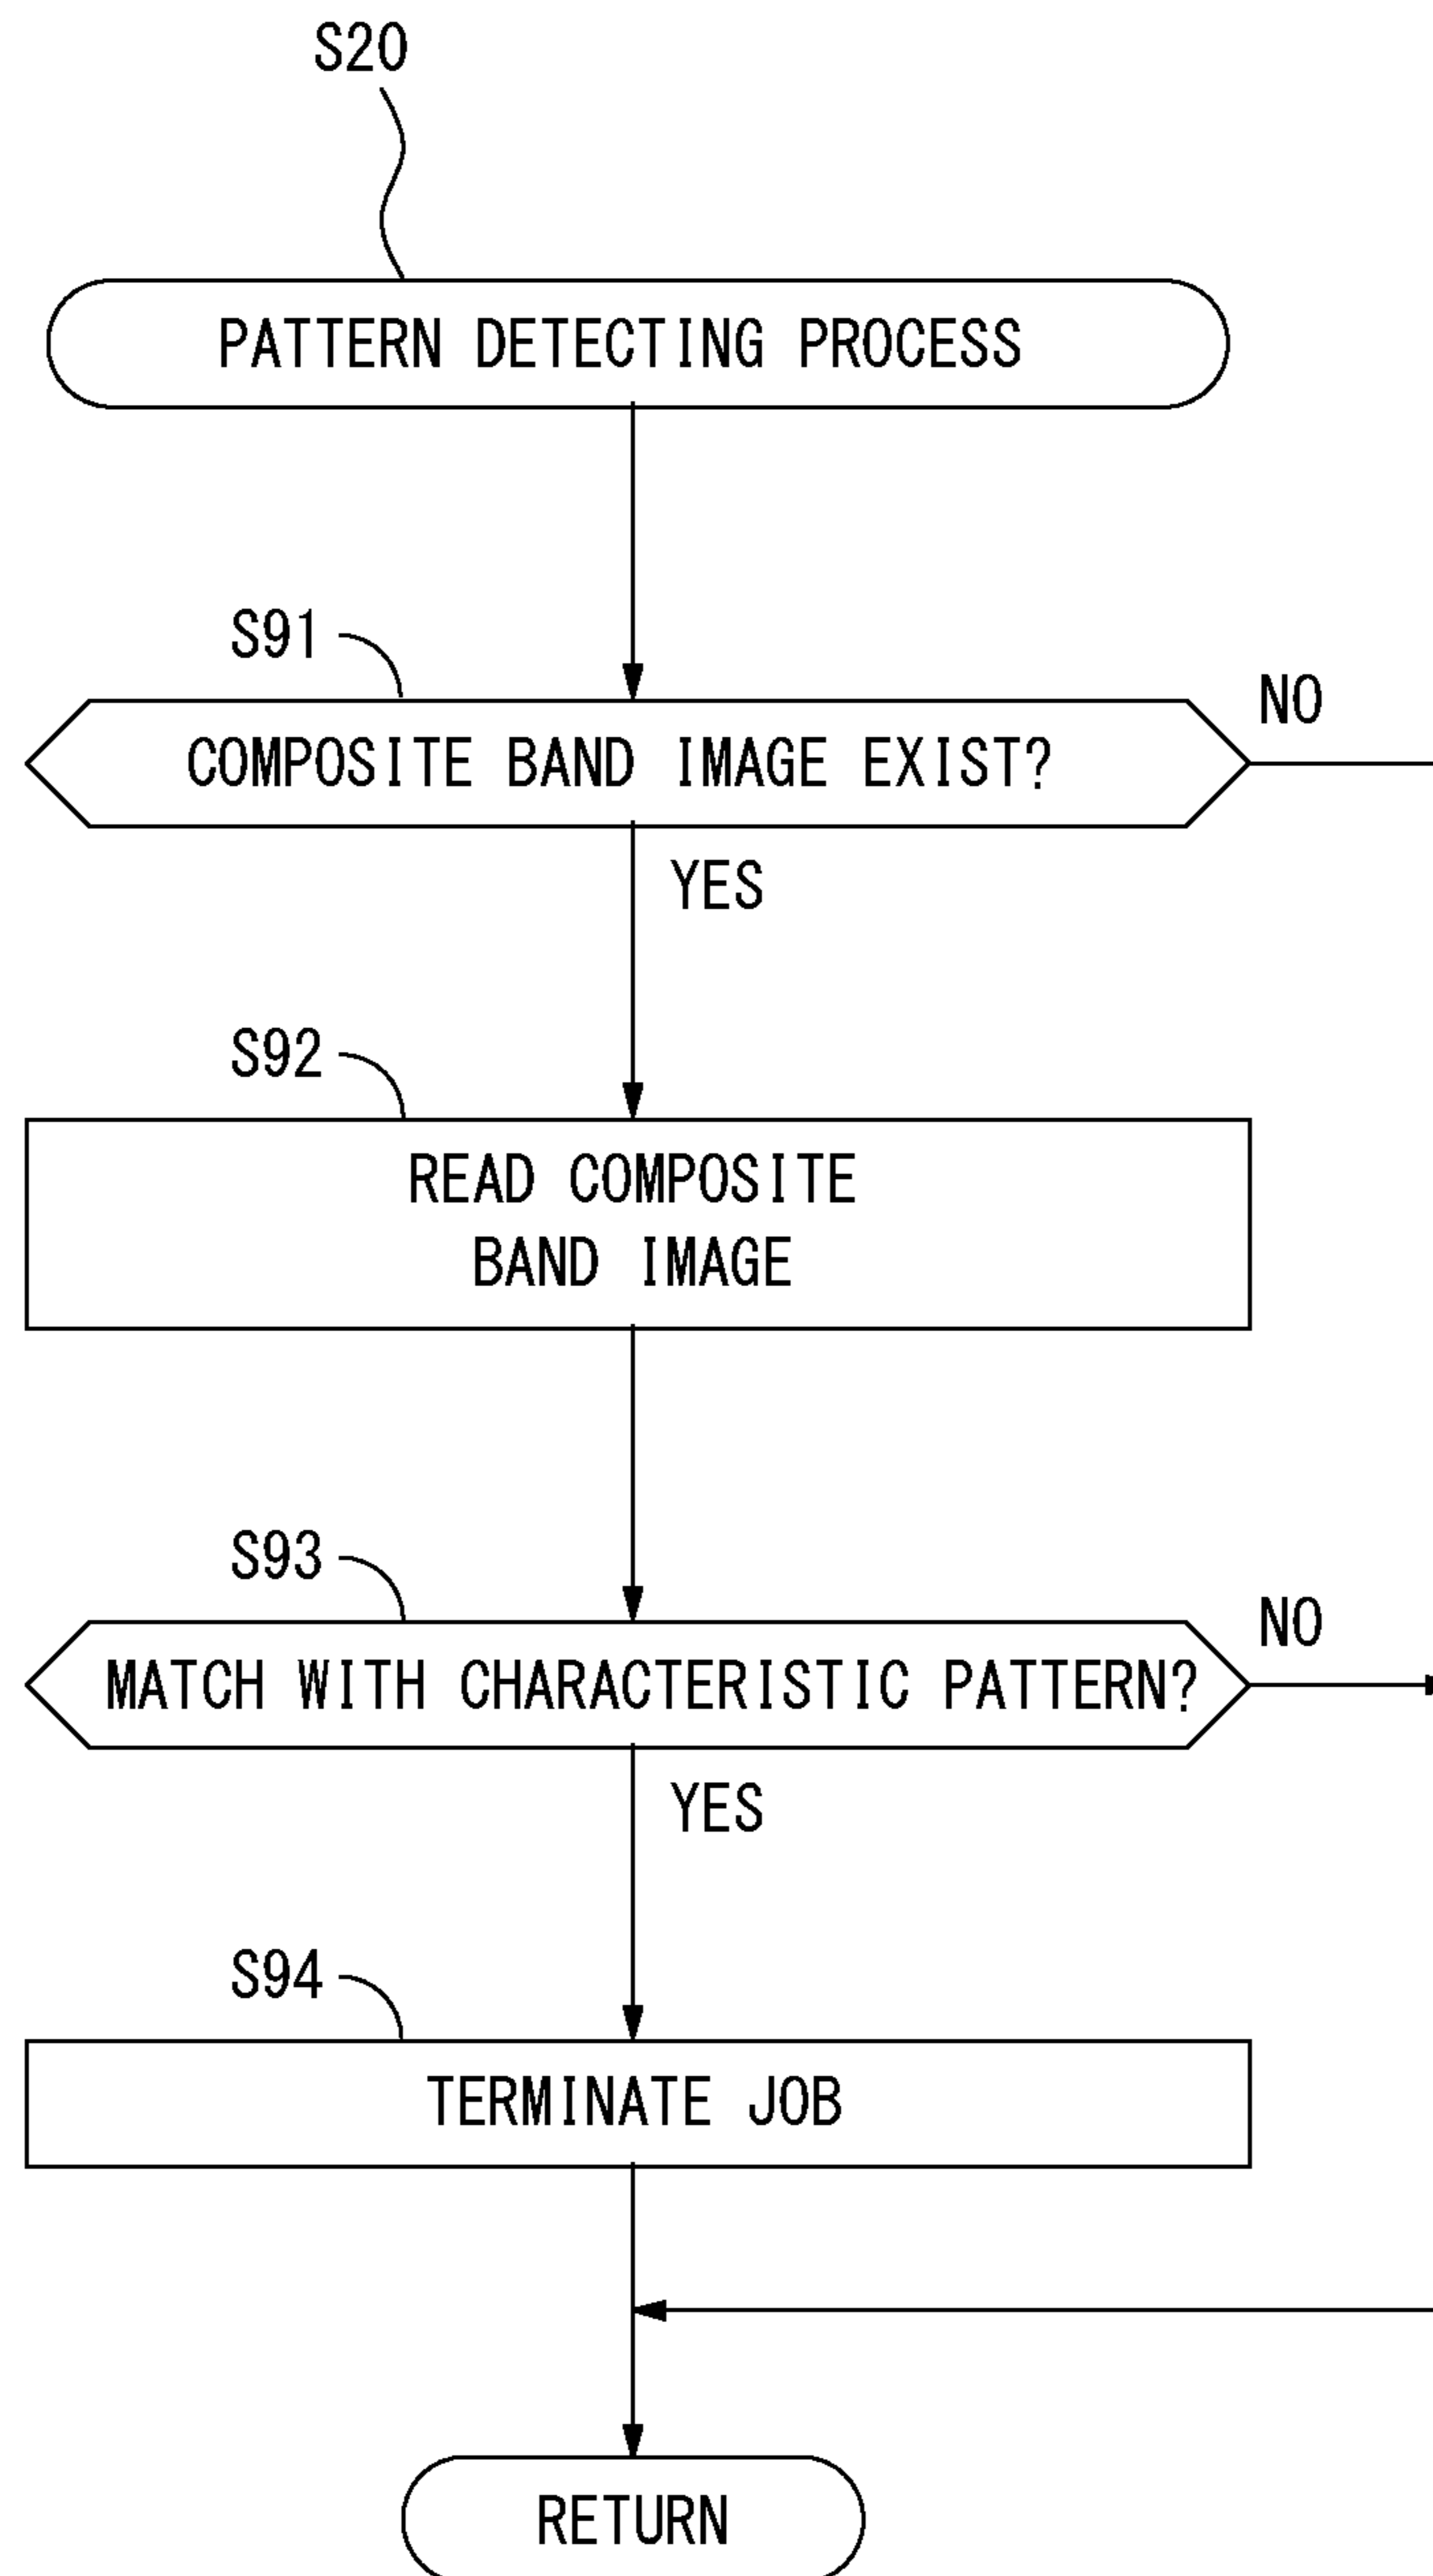 S20
PATTERN DETECTING PROCESS
S91
COMPOSITE BAND IMAGE EXIST?
NO
YES
S92
READ COMPOSITE
BAND IMAGE
S93
MATCH WITH CHARACTERISTIC PATTERN?
NO
YES
S94
TERMINATE JOB
RETURN